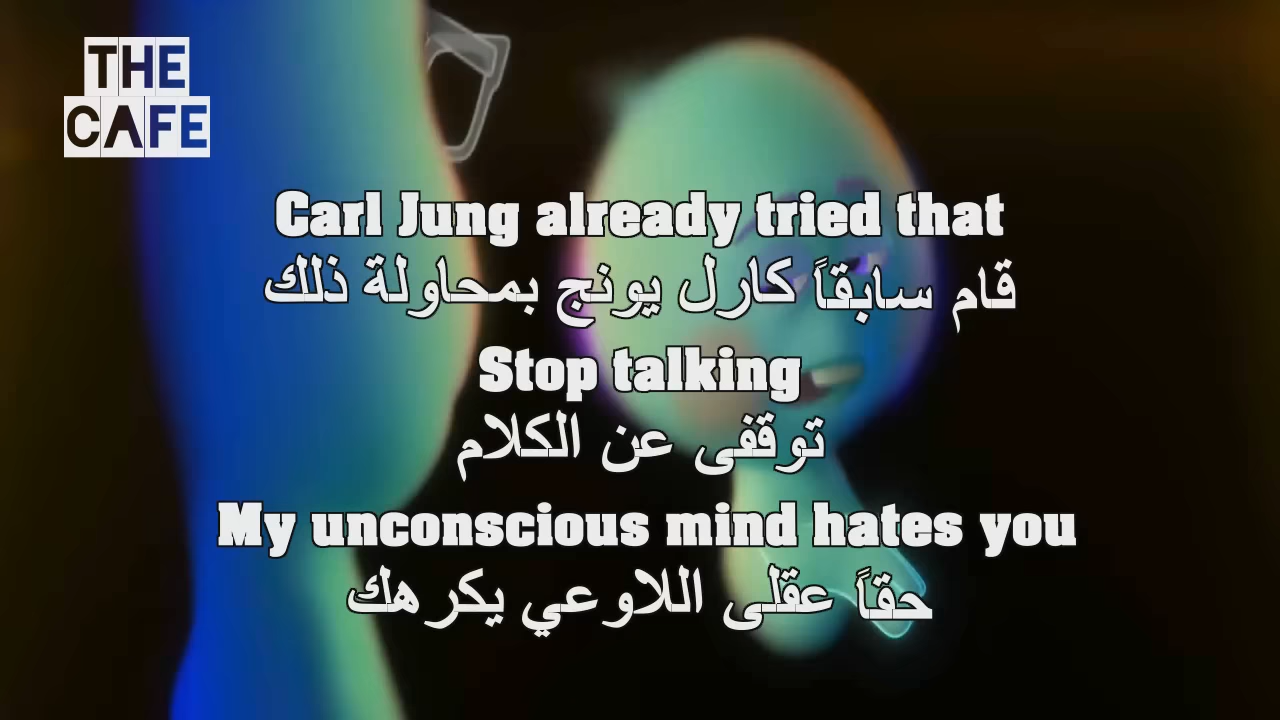 THE
CAFE
Carl Jung already tried that
قام سابقاً كارل يونج بمحاولة ذلك
Stop talking
توقفى عن الكلام
My unconscious mind hates you
حقاً عقلى اللاوعي يكرهك